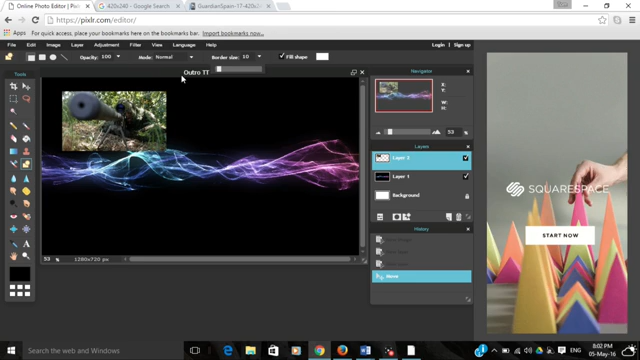 Online Photo Editor | Pixlr
420x240 - Google Search
GuardianSpain-17-420x2
https://pixlr.com/editor/
Apps
For quick access, place your bookmarks here on the bookmarks bar. Import bookmarks now...
File Edit Image Layer Adjustment Filter View Language Help
Login | Sign up
Opacity: 100 Mode: Normal Border size: 10 Fill shape
Tools
Outro TT
Navigator
X:
Y:
W:
H:
53
Layers
Layer 2
Layer 1
Background
History
Move
53 % 1280x720 px
SQUARESPACE
START NOW
Search the web and Windows
ENG
8:02 PM
05-May-16